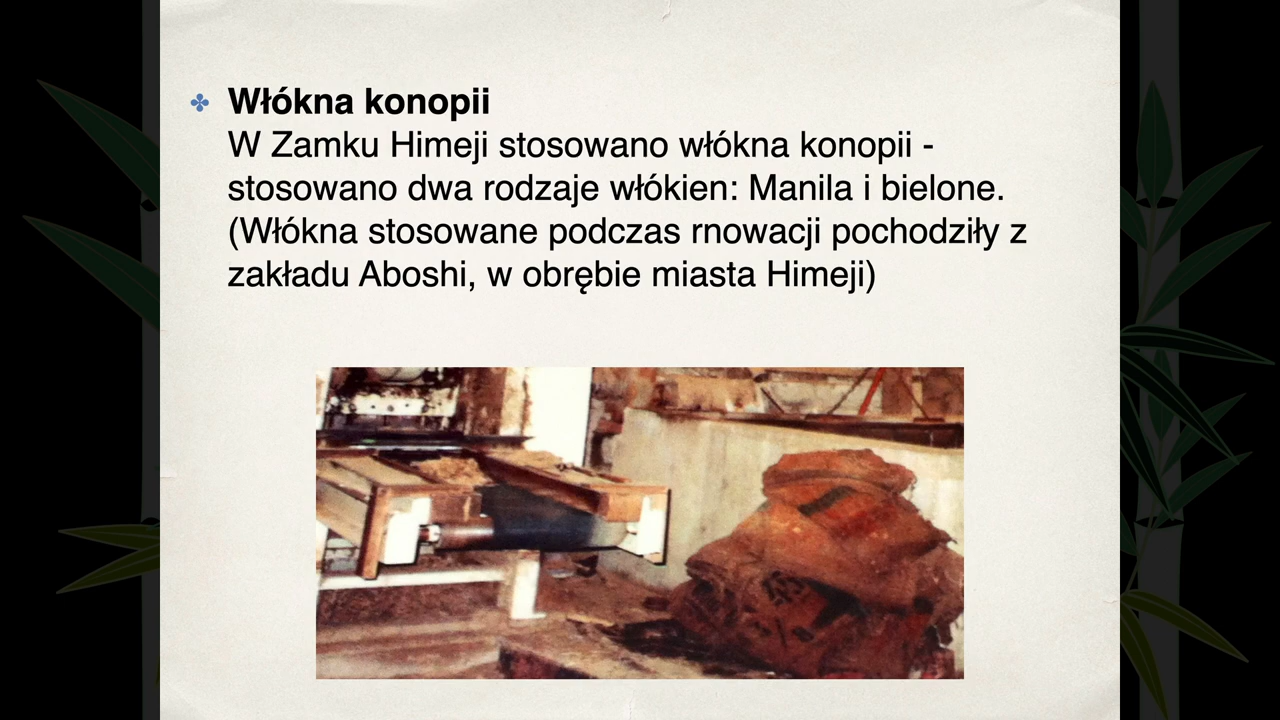 Włókna konopii
W Zamku Himeji stosowano włókna konopii -
stosowano dwa rodzaje włókien: Manila i bielone.
(Włókna stosowane podczas rnowacji pochodziły z
zakładu Aboshi, w obrębie miasta Himeji)